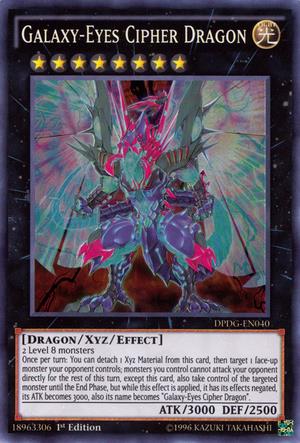 GALAXY-EYES CIPHER DRAGON
光
DPDG-EN040
[DRAGON/XYZ/EFFECT]
2 Level 8 monsters
Once per turn: You can detach 1 Xyz Material from this card, then target 1 face-up
monster your opponent controls; monsters you control cannot attack your opponent
directly for the rest of this turn, except this card, also take control of the targeted
monster until the End Phase, but while this effect is applied, it has its effects negated,
its ATK becomes 3000, also its name becomes "Galaxy-Eyes Cipher Dragon".
ATK/3000 DEF/2500
18963306 1st Edition ©1996 KAZUKI TAKAHASHI